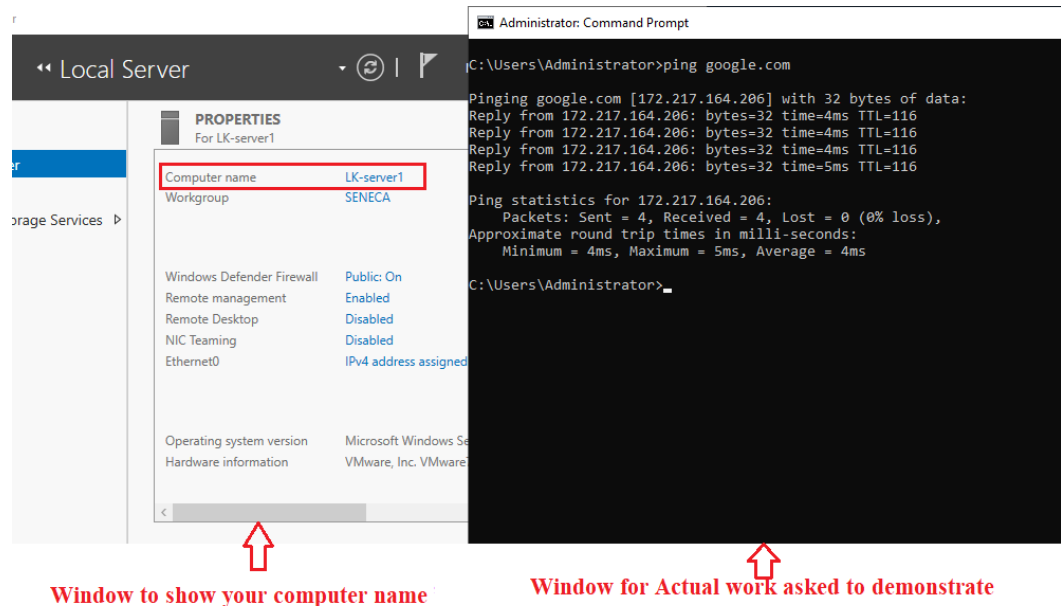 r
Local Server
PROPERTIES
For LK-server1
er
orage Services
Computer name LK-server1
Workgroup SENECA
Windows Defender Firewall Public: On
Remote management Enabled
Remote Desktop Disabled
NIC Teaming Disabled
Ethernet0 IPv4 address assigned
Operating system version Microsoft Windows Se
Hardware information VMware, Inc. VMware
Window to show your computer name
Administrator: Command Prompt
C:\Users\Administrator>ping google.com
Pinging google.com [172.217.164.206] with 32 bytes of data:
Reply from 172.217.164.206: bytes=32 time=4ms TTL=116
Reply from 172.217.164.206: bytes=32 time=4ms TTL=116
Reply from 172.217.164.206: bytes=32 time=4ms TTL=116
Reply from 172.217.164.206: bytes=32 time=5ms TTL=116
Ping statistics for 172.217.164.206:
Packets: Sent = 4, Received = 4, Lost = 0 (0% loss),
Approximate round trip times in milli-seconds:
Minimum = 4ms, Maximum = 5ms, Average = 4ms
C:\Users\Administrator>
Window for Actual work asked to demonstrate